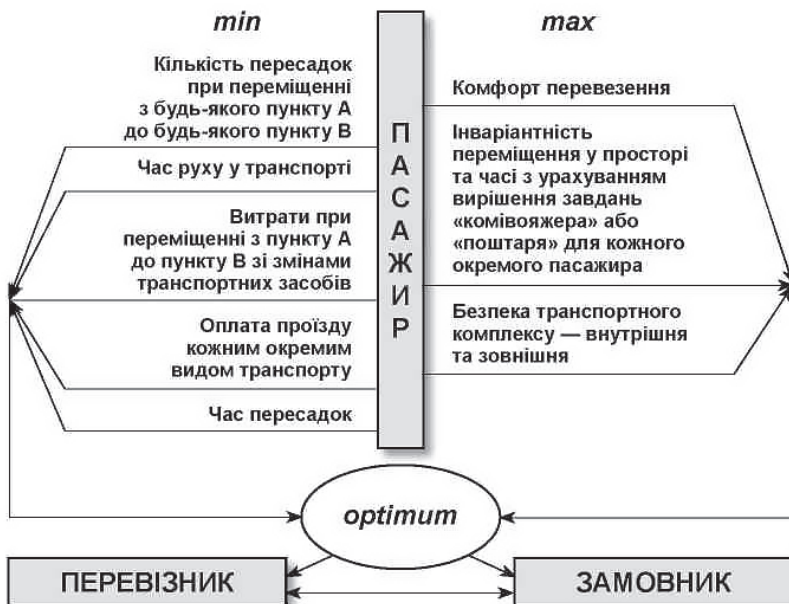 min
max
Кількість пересадок
при переміщенні
з будь-якого пункту А
до будь-якого пункту В
Час руху у транспорті
Витрати при
переміщенні з пункту А
до пункту В зі змінами
транспортних засобів
Оплата проїзду
кожним окремим
видом транспорту
Час пересадок
ПАСАЖИР
Комфорт перевезення
Інваріантність
переміщення у просторі
та часі з урахуванням
вирішення завдань
«комівояжера» або
«поштаря» для кожного
окремого пасажира
Безпека транспортного
комплексу — внутрішня
та зовнішня
optimum
ПЕРЕВІЗНИК
ЗАМОВНИК